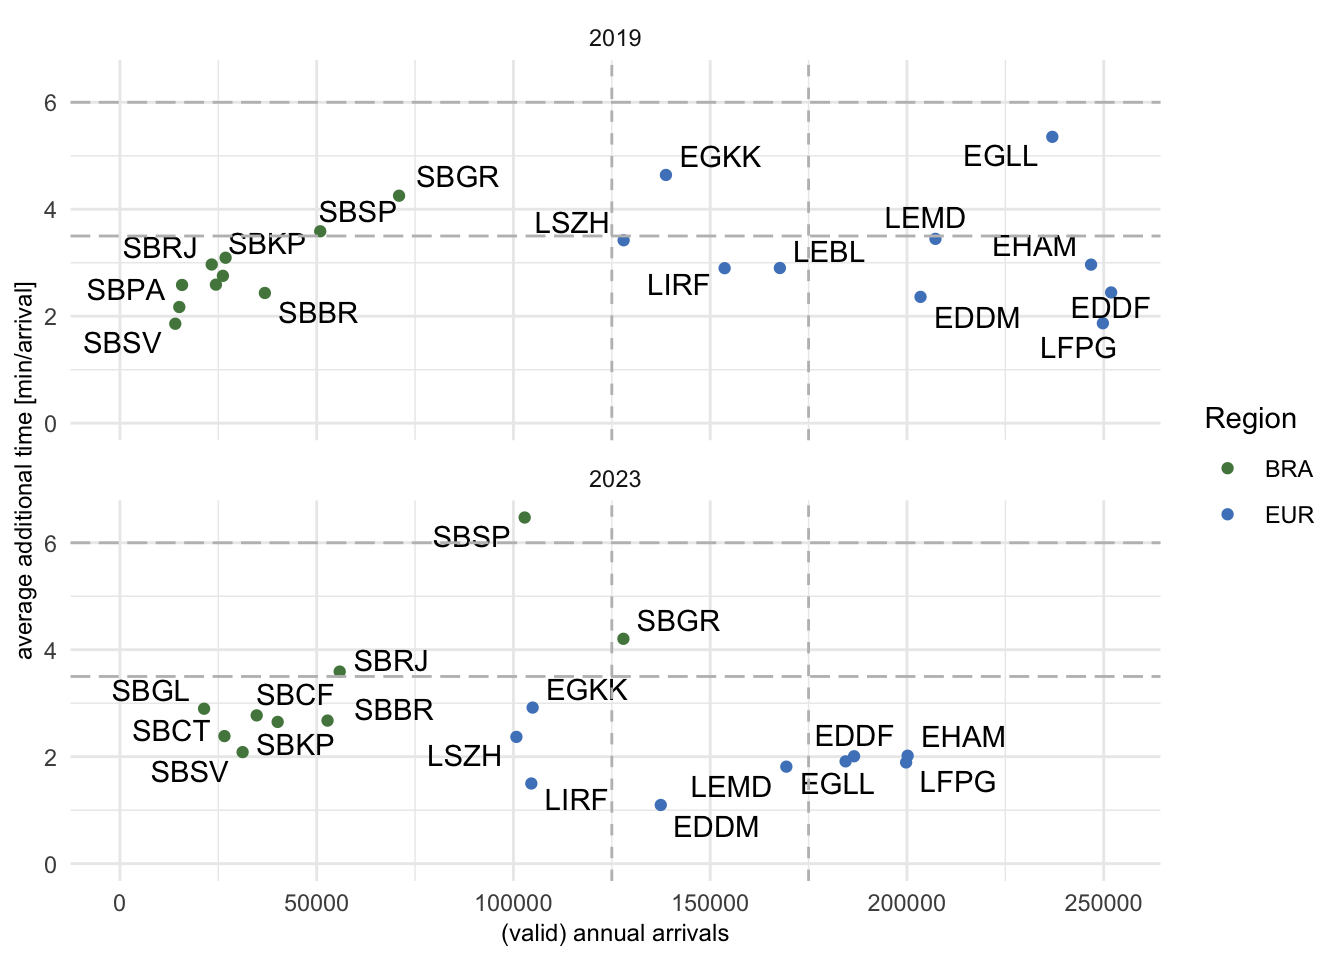 2019
6
4
2
0
EGKK
EGLL
SBGR
SBSP
LSZH
LEMD
SBRJ
SBKP
LEBL
EHAM
SBPA
LIRF
SBBR
EDDM
EDDF
SBSV
LFPG
average additional time [min/arrival]
Region
BRA
EUR
2023
6
4
2
0
SBSP
SBGR
SBRJ
SBGL
SBCF
EGKK
SBBR
SBCT
SBKP
LSZH
EDDF
EHAM
SBSV
LEMD
EGLL
LFPG
LIRF
EDDM
0 50000 100000 150000 200000 250000
(valid) annual arrivals